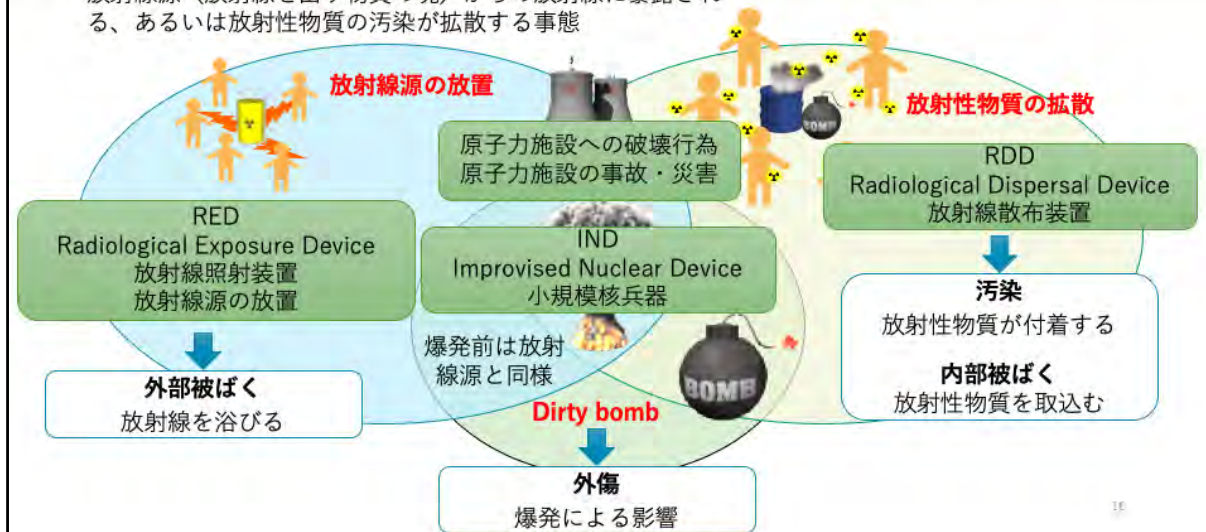 る、あるいは放射性物質の汚染が拡散する事態
放射線源の放置
放射性物質の拡散
原子力施設への破壊行為
原子力施設の事故・災害
BOMB
RED
Radiological Exposure Device
放射線照射装置
放射線源の放置
IND
Improvised Nuclear Device
小規模核兵器
RDD
Radiological Dispersal Device
放射線散布装置
爆発前は放射
線源と同様
BOMB
Dirty bomb
外部被ばく
放射線を浴びる
汚染
放射性物質が付着する
内部被ばく
放射性物質を取込む
外傷
爆発による影響